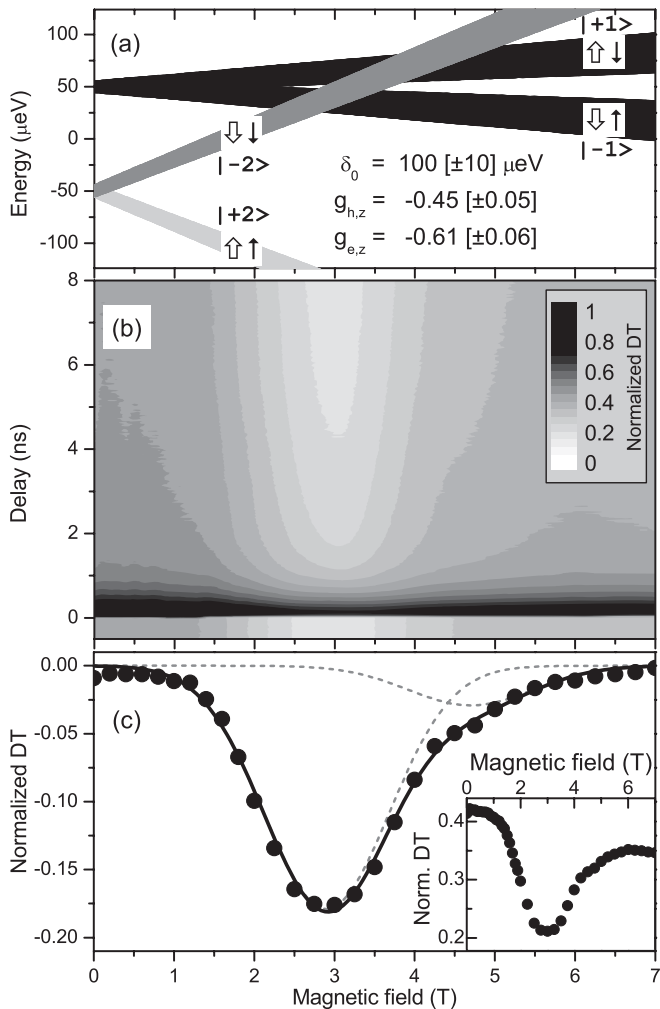 (a)
100
50
0
-50
-100
Energy (μeV)
|+1>
⇧↓
⇩↑
|-1>
⇩↓
|-2>
|+2>
⇧↑
δ0 = 100 [±10] μeV
gh,z = -0.45 [±0.05]
ge,z = -0.61 [±0.06]
(b)
8
6
4
2
0
Delay (ns)
1
0.8
0.6
0.4
0.2
0
Normalized DT
(c)
0.00
-0.05
-0.10
-0.15
-0.20
Normalized DT
0 1 2 3 4 5 6 7
Magnetic field (T)
Magnetic field (T)
0 2 4 6
0.4
0.3
0.2
Norm. DT